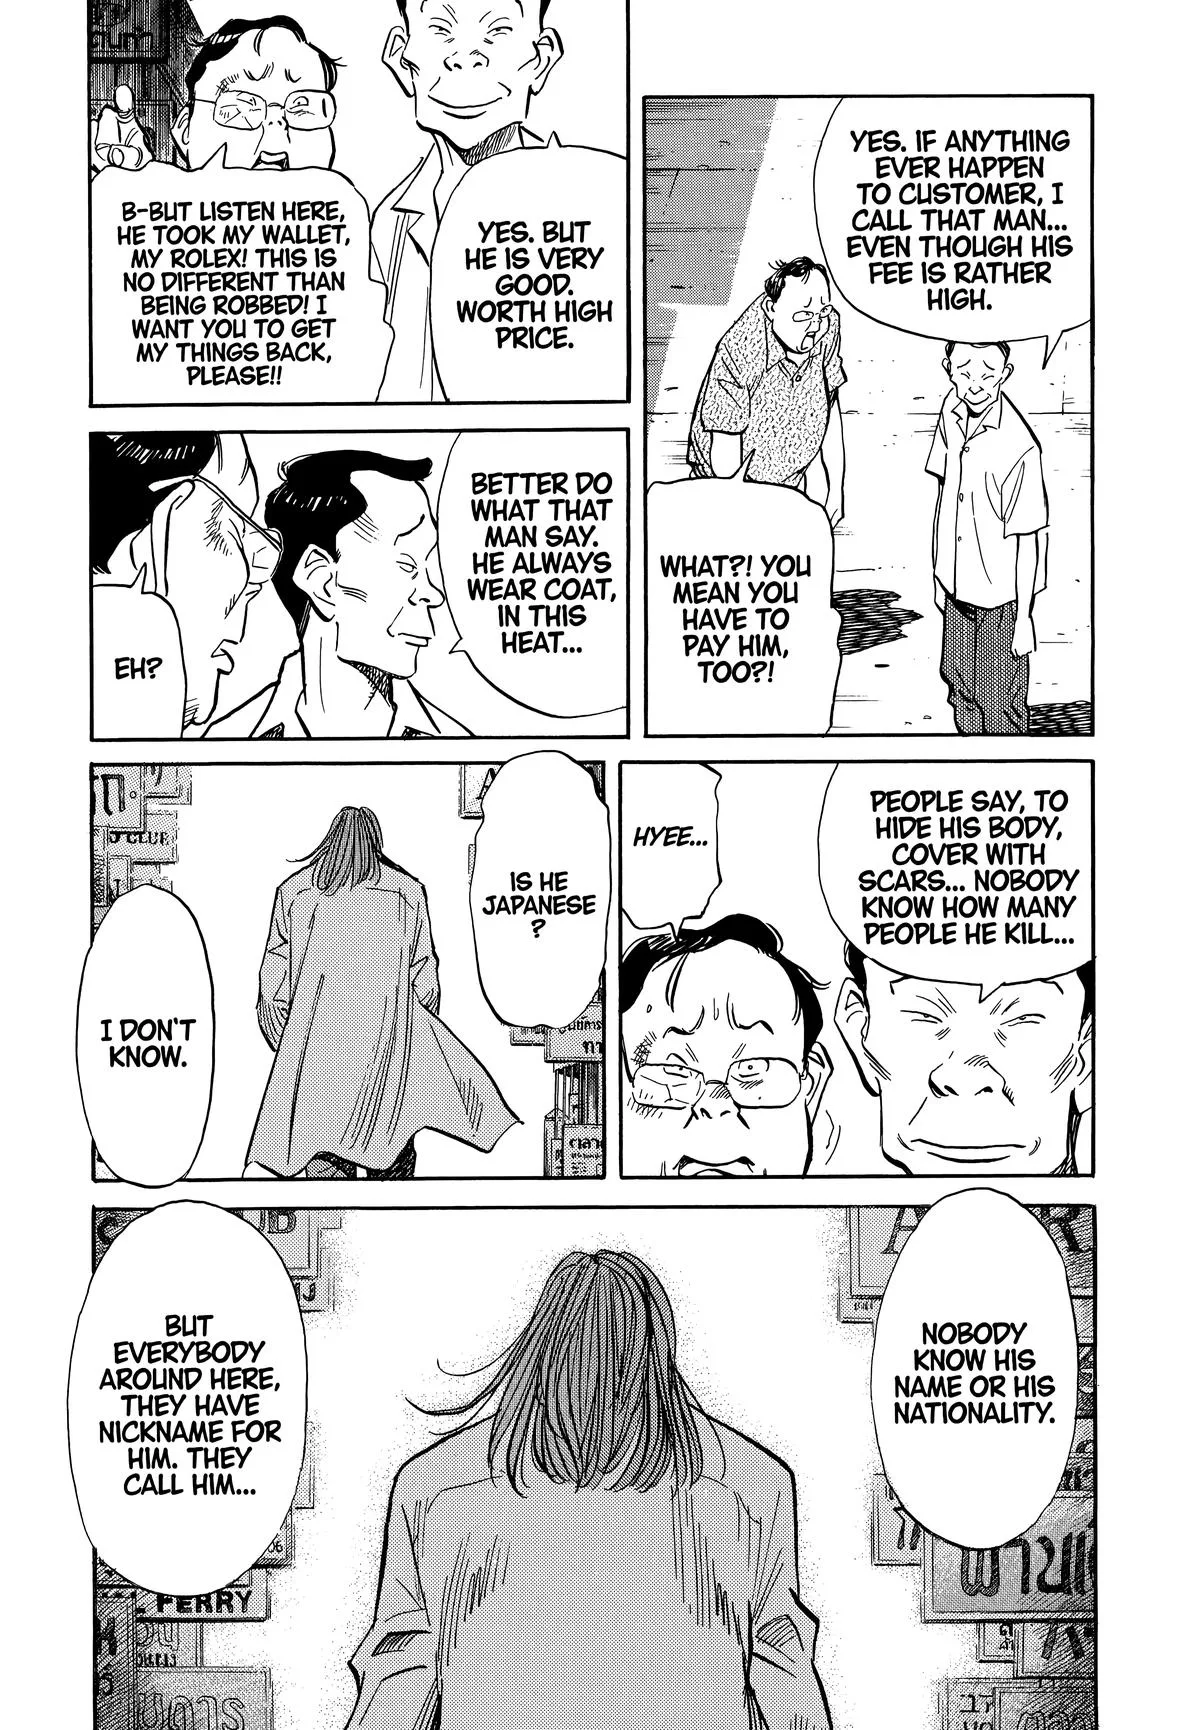 YES. IF ANYTHING
EVER HAPPEN
TO CUSTOMER, I
CALL THAT MAN...
EVEN THOUGH HIS
FEE IS RATHER
HIGH.
WHAT?! YOU
MEAN YOU
HAVE TO
PAY HIM,
TOO?!
YES. BUT
HE IS VERY
GOOD.
WORTH HIGH
PRICE.
B-BUT LISTEN HERE,
HE TOOK MY WALLET,
MY ROLEX! THIS IS
NO DIFFERENT THAN
BEING ROBBED! I
WANT YOU TO GET
MY THINGS BACK,
PLEASE!!
BETTER DO
WHAT THAT
MAN SAY.
HE ALWAYS
WEAR COAT,
IN THIS
HEAT...
EH?
PEOPLE SAY, TO
HIDE HIS BODY,
COVER WITH
SCARS... NOBODY
KNOW HOW MANY
PEOPLE HE KILL...
HYEE...
IS HE
JAPANESE
?
I DON'T
KNOW.
NOBODY
KNOW HIS
NAME OR HIS
NATIONALITY.
BUT
EVERYBODY
AROUND HERE,
THEY HAVE
NICKNAME FOR
HIM. THEY
CALL HIM...
FERRY